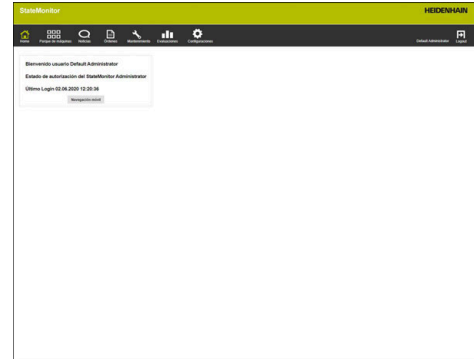 StateMonitor
HEIDENHAIN
Home
Parque de máquinas
Noticias
Órdenes
Mantenimiento
Evaluaciones
Configuraciones
Default Administrator
Logout
Bienvenido usuario Default Administrator
Estado de autorización del StateMonitor Administrator
Último Login 02.06.2020 12:20:36
Navegación móvil